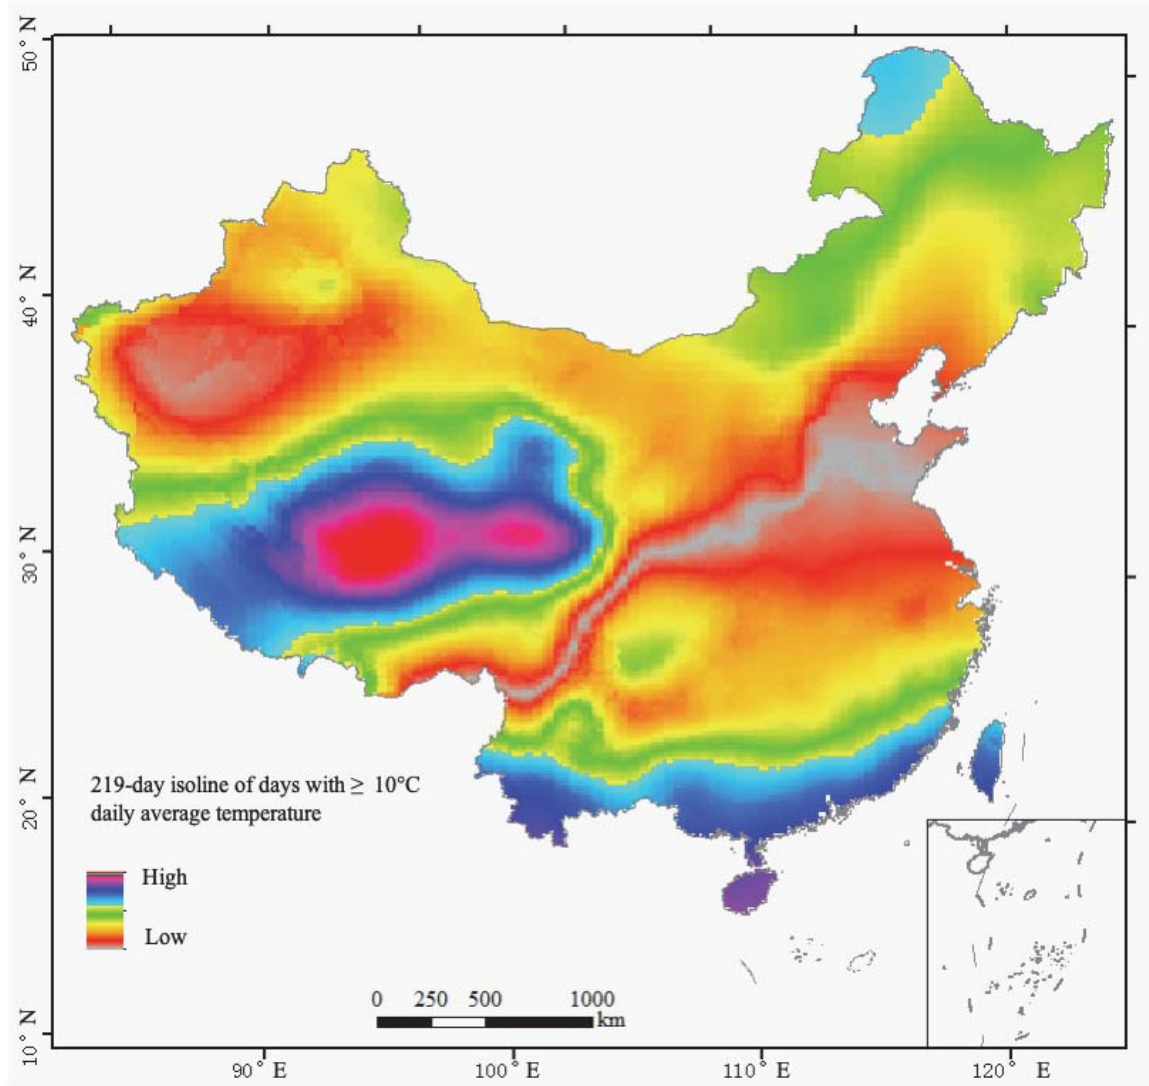 50° N
40° N
30° N
20° N
10° N
219-day isoline of days with ≥ 10°C
daily average temperature
High
Low
0 250 500 1000
km
90° E 100° E 110° E 120° E